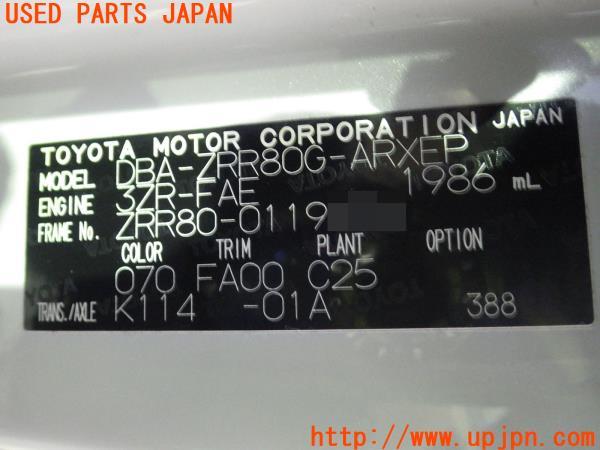 USED PARTS JAPAN
TOYOTA MOTOR CORPORATION JAPAN
MODEL DBA-ZRR80G-ARXEP
ENGINE 3ZR-FAE 1986 mL
FRAME No. ZRR80-0119
COLOR TRIM PLANT OPTION
070 FA00 C25
TRANS./AXLE K114 -01A 388
http://www.upjpn.com/